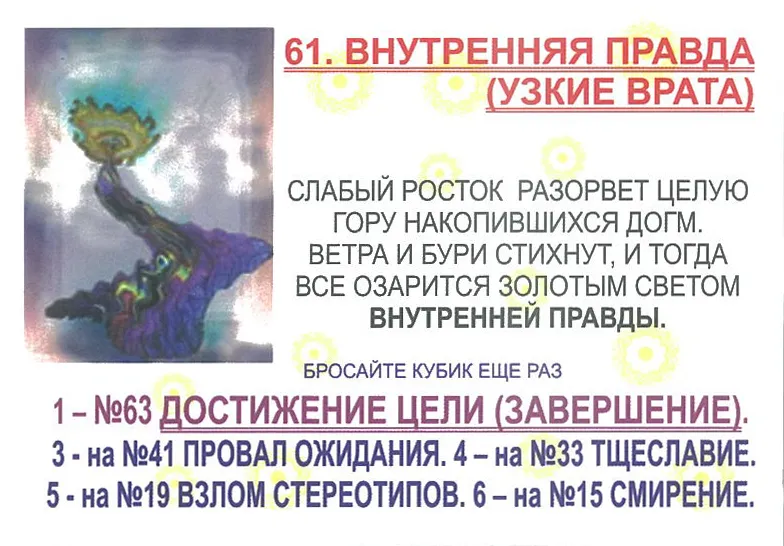 61. ВНУТРЕННЯЯ ПРАВДА
(УЗКИЕ ВРАТА)
СЛАБЫЙ РОСТОК РАЗОРВЕТ ЦЕЛУЮ
ГОРУ НАКОПИВШИХСЯ ДОГМ.
ВЕТРА И БУРИ СТИХНУТ, И ТОГДА
ВСЕ ОЗАРИТСЯ ЗОЛОТЫМ СВЕТОМ
ВНУТРЕННЕЙ ПРАВДЫ.
БРОСАЙТЕ КУБИК ЕЩЕ РАЗ
1 – №63 ДОСТИЖЕНИЕ ЦЕЛИ (ЗАВЕРШЕНИЕ).
3 - на №41 ПРОВАЛ ОЖИДАНИЯ. 4 – на №33 ТЩЕСЛАВИЕ.
5 - на №19 ВЗЛОМ СТЕРЕОТИПОВ. 6 – на №15 СМИРЕНИЕ.